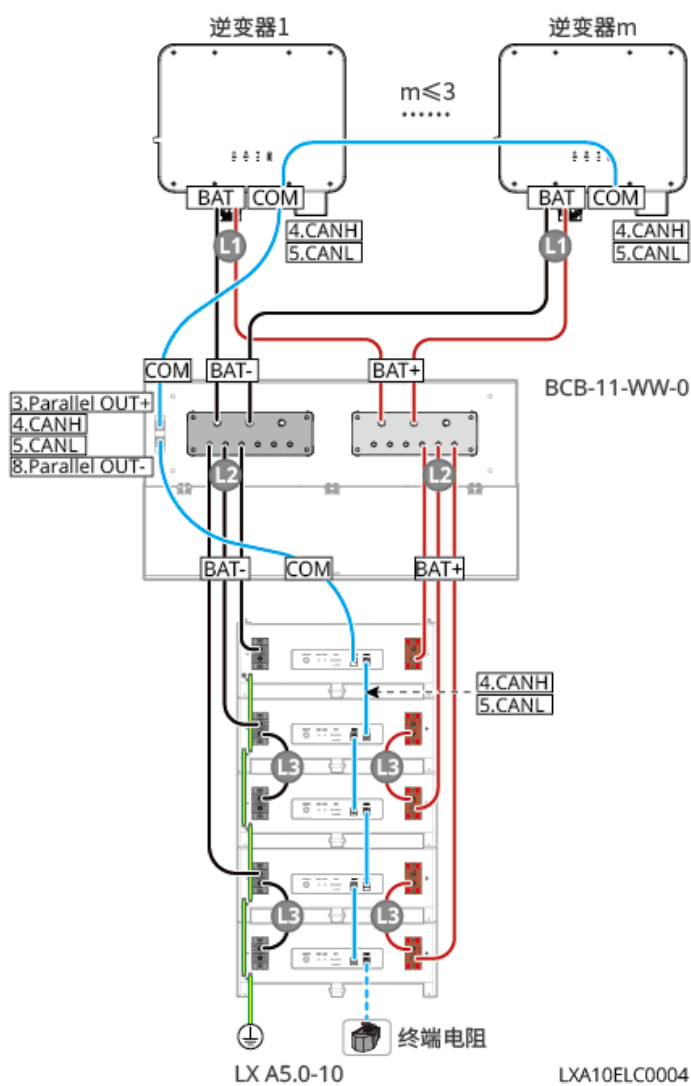 逆变器1
逆变器m
m≤3
......
BAT
COM
BAT
COM
4.CANH
5.CANL
4.CANH
5.CANL
L1
L1
COM
BAT-
BAT+
BCB-11-WW-0
3.Parallel OUT+
4.CANH
5.CANL
8.Parallel OUT-
L2
L2
BAT-
COM
BAT+
4.CANH
5.CANL
L3
L3
L3
L3
终端电阻
LX A5.0-10
LXA10ELC0004